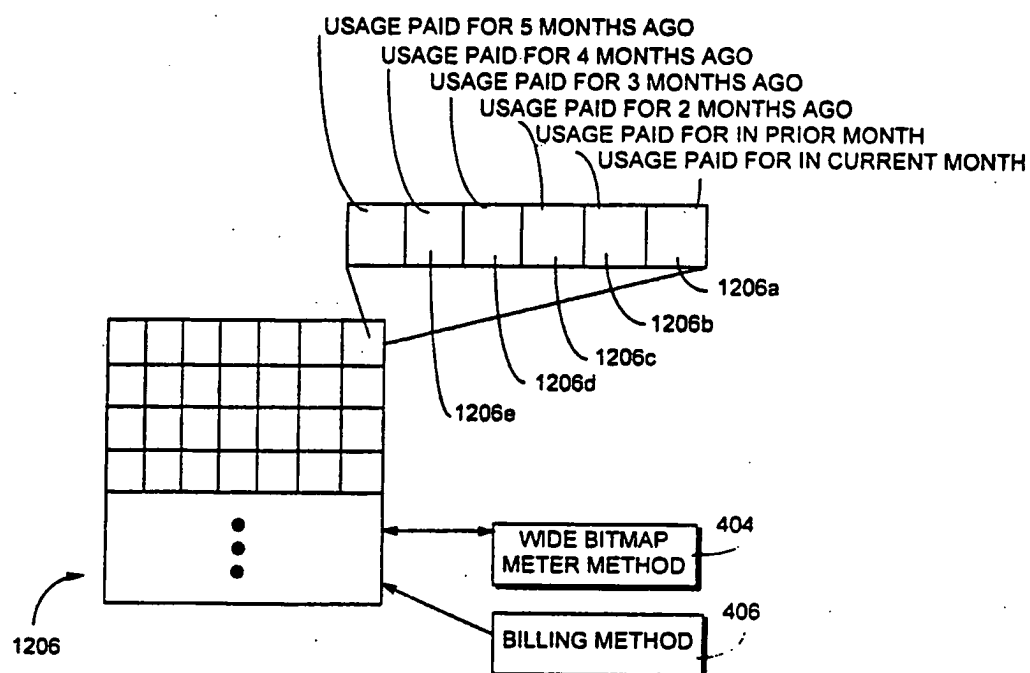 USAGE PAID FOR 5 MONTHS AGO
USAGE PAID FOR 4 MONTHS AGO
USAGE PAID FOR 3 MONTHS AGO
USAGE PAID FOR 2 MONTHS AGO
USAGE PAID FOR IN PRIOR MONTH
USAGE PAID FOR IN CURRENT MONTH
1206a
1206b
1206c
1206d
1206e
404
WIDE BITMAP
METER METHOD
406
BILLING METHOD
1206